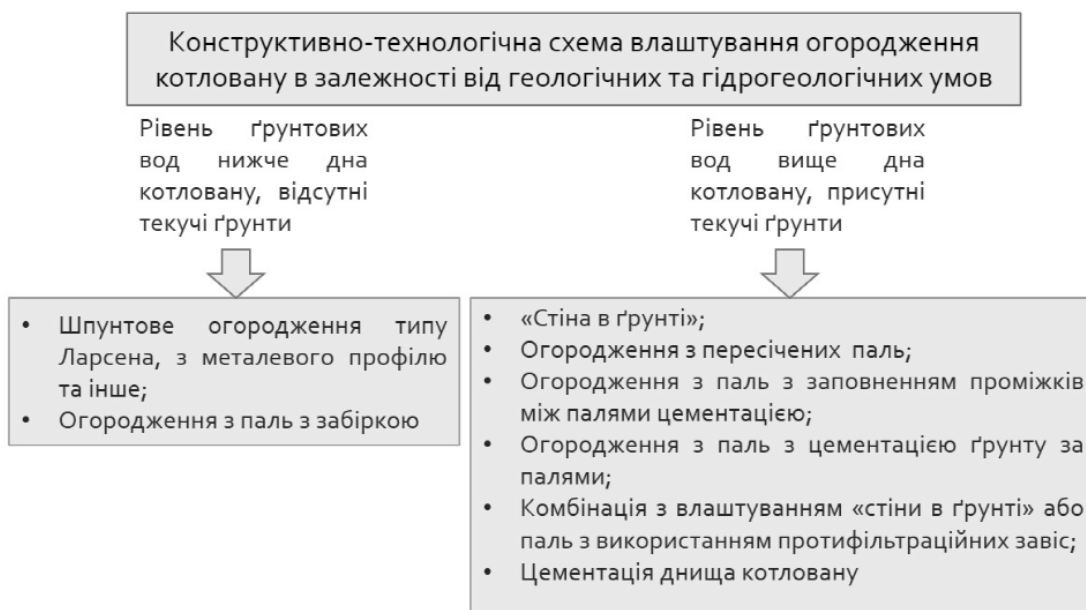 Конструктивно-технологічна схема влаштування огородження
котловану в залежності від геологічних та гідрогеологічних умов
Рівень ґрунтових
вод нижче дна
котловану, відсутні
текучі ґрунти
Рівень ґрунтових
вод вище дна
котловану, присутні
текучі ґрунти
• Шпунтове огородження типу
Ларсена, з металевого профілю
та інше;
• Огородження з паль з забіркою
• «Стіна в ґрунті»;
• Огородження з пересічених паль;
• Огородження з паль з заповненням проміжків
між палями цементацією;
• Огородження з паль з цементацією ґрунту за
палями;
• Комбінація з влаштуванням «стіни в ґрунті» або
паль з використанням протифільтраційних завіс;
• Цементація днища котловану